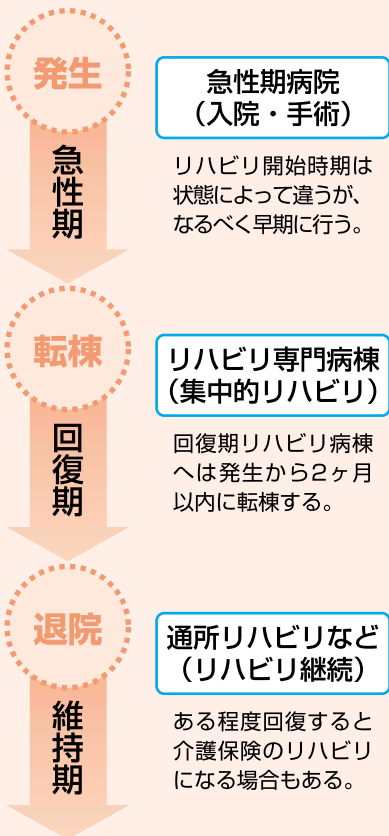 発生
急性期病院
（入院・手術）
急性期
リハビリ開始時期は
状態によって違うが、
なるべく早期に行う。
転棟
リハビリ専門病棟
（集中的リハビリ）
回復期
回復期リハビリ病棟
へは発生から2ヶ月
以内に転棟する。
退院
通所リハビリなど
（リハビリ継続）
維持期
ある程度回復すると
介護保険のリハビリ
になる場合もある。